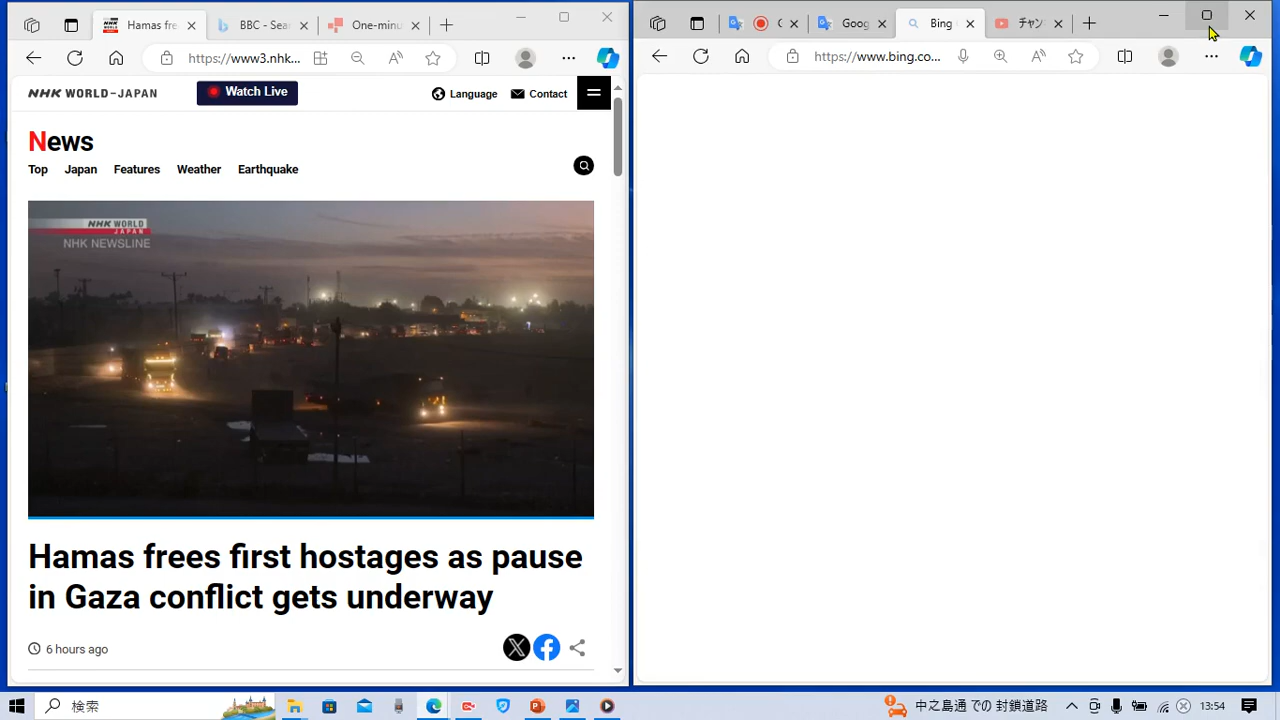 Hamas fre
BBC - Sear
One-minu
https://www3.nhk...
NHK WORLD-JAPAN
Watch Live
Language
Contact
News
Top Japan Features Weather Earthquake
NHK WORLD
JAPAN
NHK NEWSLINE
Hamas frees first hostages as pause
in Gaza conflict gets underway
6 hours ago
Goog
Bing
チャン
https://www.bing.co...
検索
中之島通 での 封鎖道路
13:54